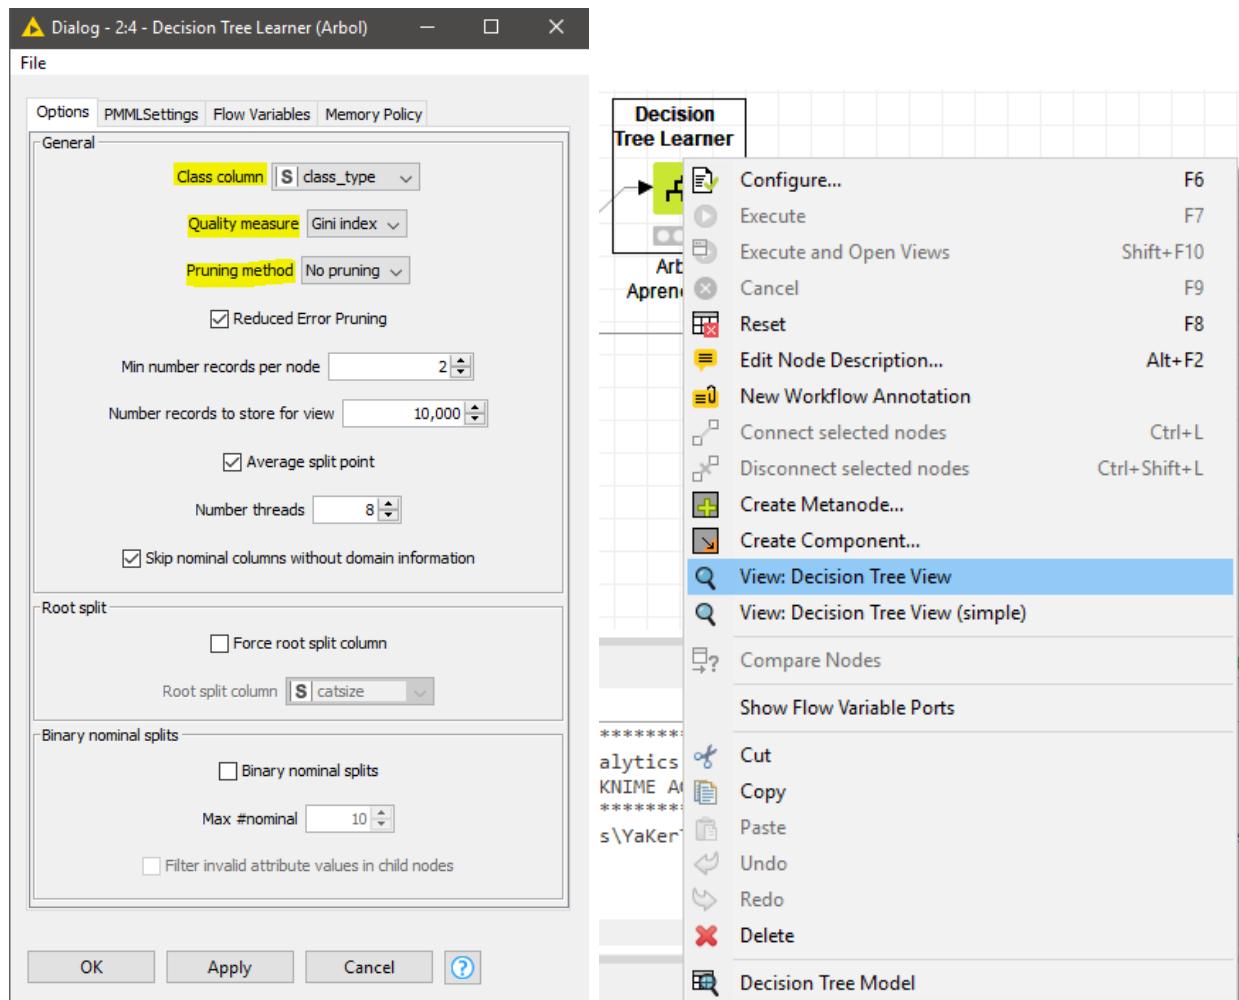 Dialog - 2:4 - Decision Tree Learner (Arbol)
File
Options PMMLSettings Flow Variables Memory Policy
General
Class column S class_type
Quality measure Gini index
Pruning method No pruning
Reduced Error Pruning
Min number records per node 2
Number records to store for view 10,000
Average split point
Number threads 8
Skip nominal columns without domain information
Root split
Force root split column
Root split column S catsize
Binary nominal splits
Binary nominal splits
Max #nominal 10
Filter invalid attribute values in child nodes
OK Apply Cancel ?
Decision
Tree Learner
Arb
Apren
Configure... F6
Execute F7
Execute and Open Views Shift+F10
Cancel F9
Reset F8
Edit Node Description... Alt+F2
New Workflow Annotation
Connect selected nodes Ctrl+L
Disconnect selected nodes Ctrl+Shift+L
Create Metanode...
Create Component...
View: Decision Tree View
View: Decision Tree View (simple)
Compare Nodes
Show Flow Variable Ports
Cut
Copy
Paste
Undo
Redo
Delete
Decision Tree Model
********
alytics
KNIME A
********
s\YaKer